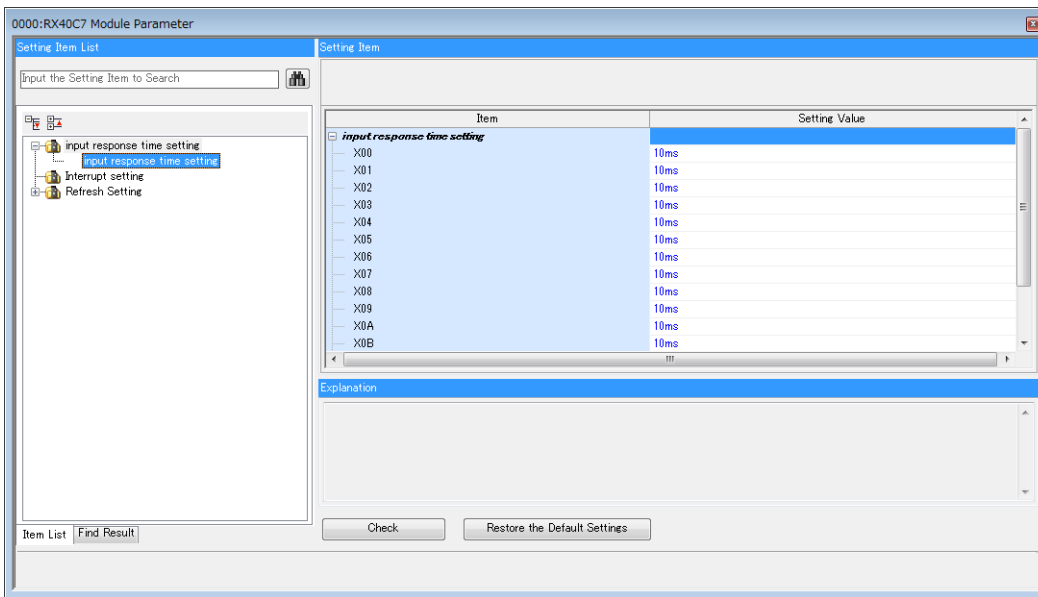 0000:RX40C7 Module Parameter
Setting Item List
Input the Setting Item to Search
input response time setting
input response time setting
Interrupt setting
Refresh Setting
Item List
Find Result
Setting Item
Item Setting Value
input response time setting
X00 10ms
X01 10ms
X02 10ms
X03 10ms
X04 10ms
X05 10ms
X06 10ms
X07 10ms
X08 10ms
X09 10ms
X0A 10ms
X0B 10ms
Explanation
Check
Restore the Default Settings